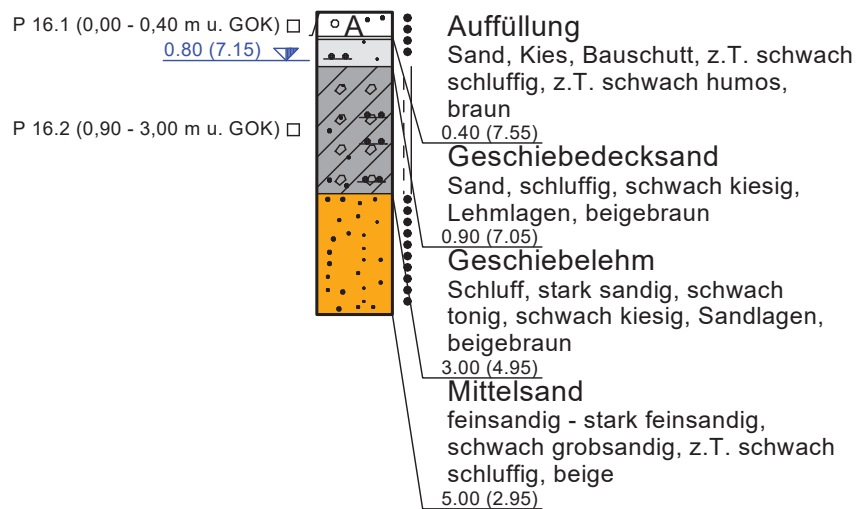 P 16.1 (0,00 - 0,40 m u. GOK)
0.80 (7.15)
P 16.2 (0,90 - 3,00 m u. GOK)
A
Auffüllung
Sand, Kies, Bauschutt, z.T. schwach
schluffig, z.T. schwach humos,
braun
0.40 (7.55)
Geschiebedecksand
Sand, schluffig, schwach kiesig,
Lehmlagen, beigebraun
0.90 (7.05)
Geschiebelehm
Schluff, stark sandig, schwach
tonig, schwach kiesig, Sandlagen,
beigebraun
3.00 (4.95)
Mittelsand
feinsandig - stark feinsandig,
schwach grobsandig, z.T. schwach
schluffig, beige
5.00 (2.95)